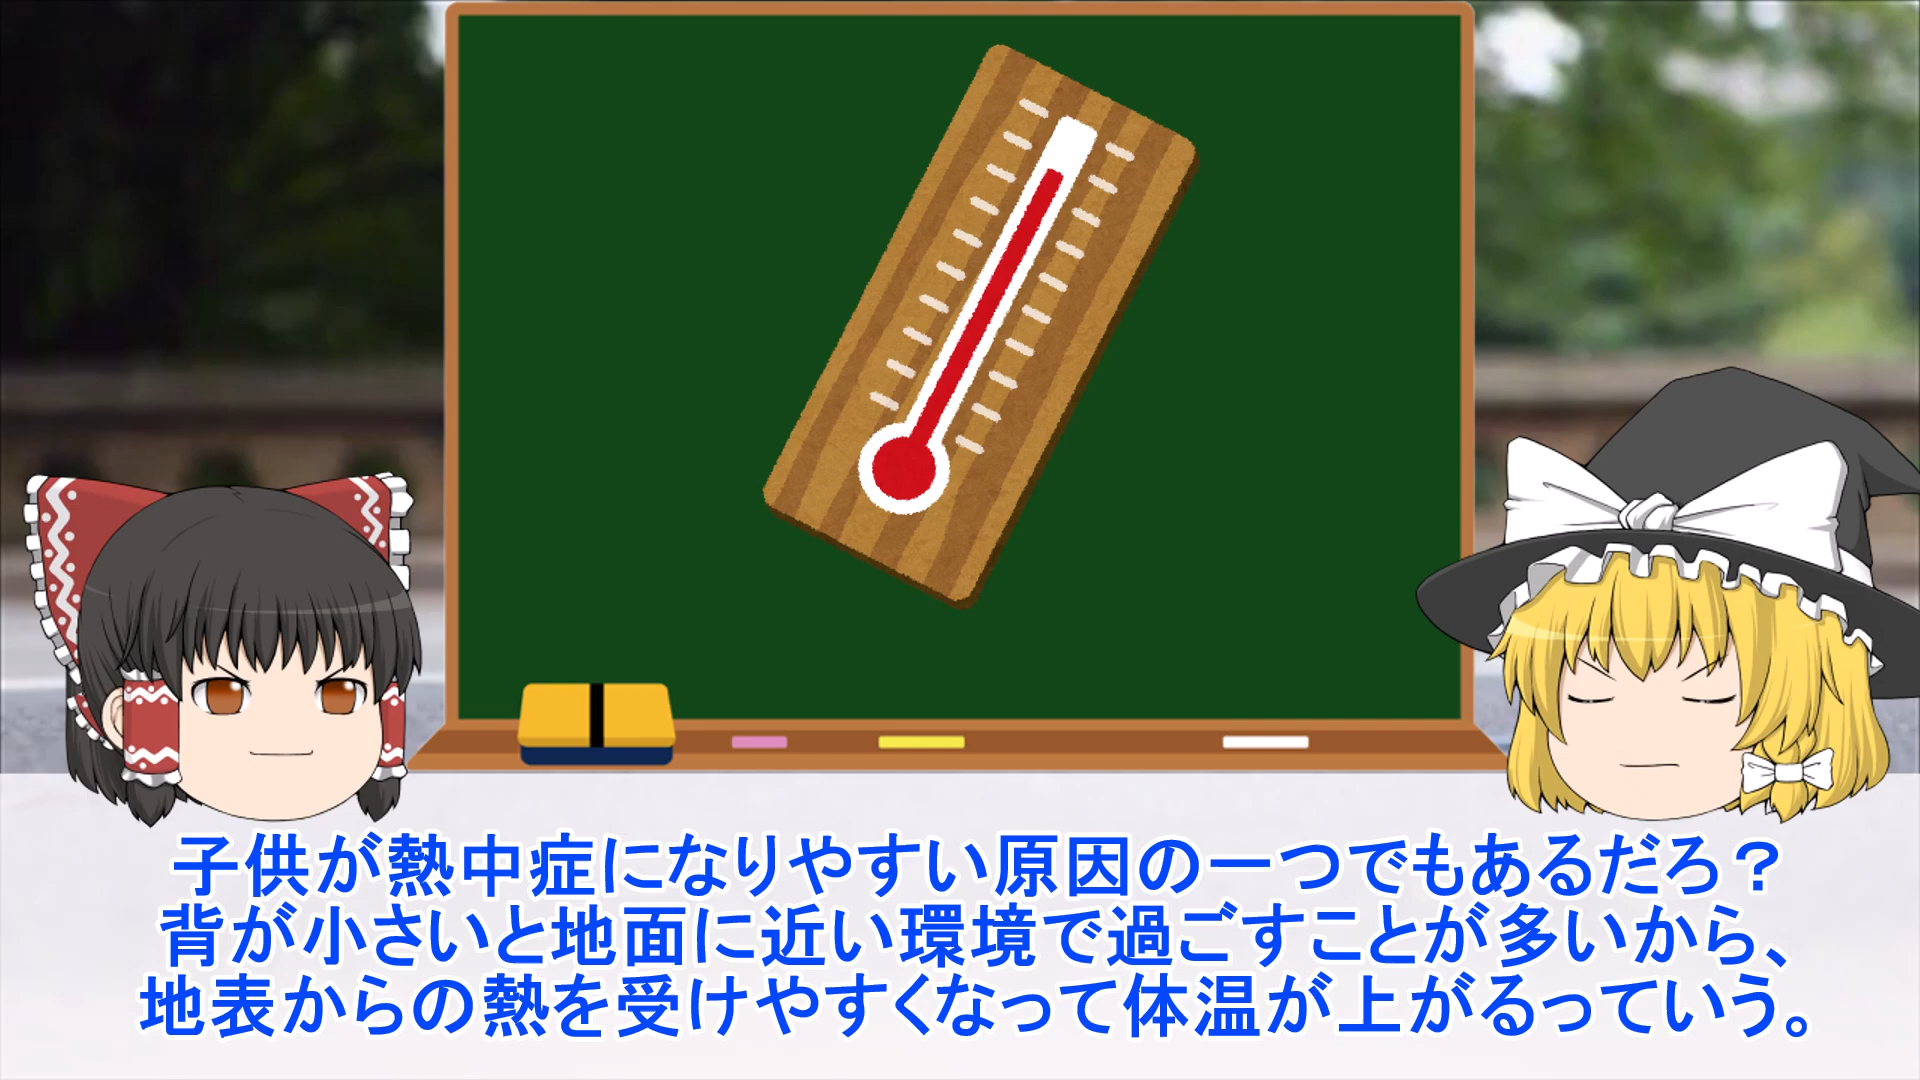 子供が熱中症になりやすい原因の一つでもあるだろ？
背が小さいと地面に近い環境で過ごすことが多いから、
地表からの熱を受けやすくなって体温が上がるっていう。